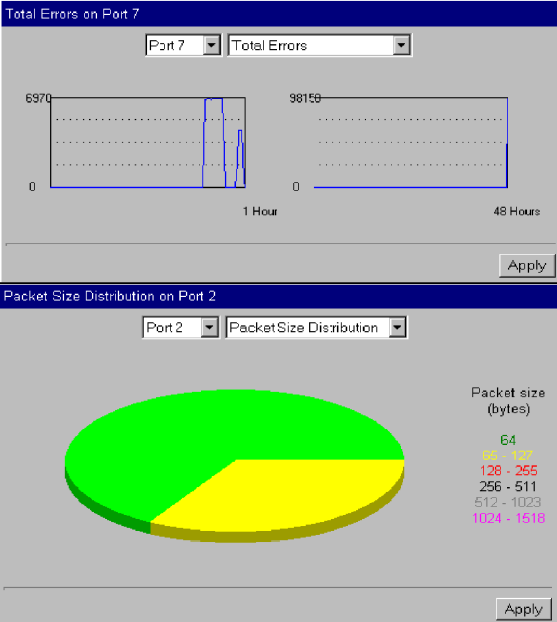 Total Errors on Port 7
Port 7 Total Errors
6970 98159
0 0
1 Hour 48 Hours
Apply
Packet Size Distribution on Port 2
Port 2 Packet Size Distribution
Packet size
(bytes)
64
65 - 127
128 - 255
256 - 511
512 - 1023
1024 - 1518
Apply